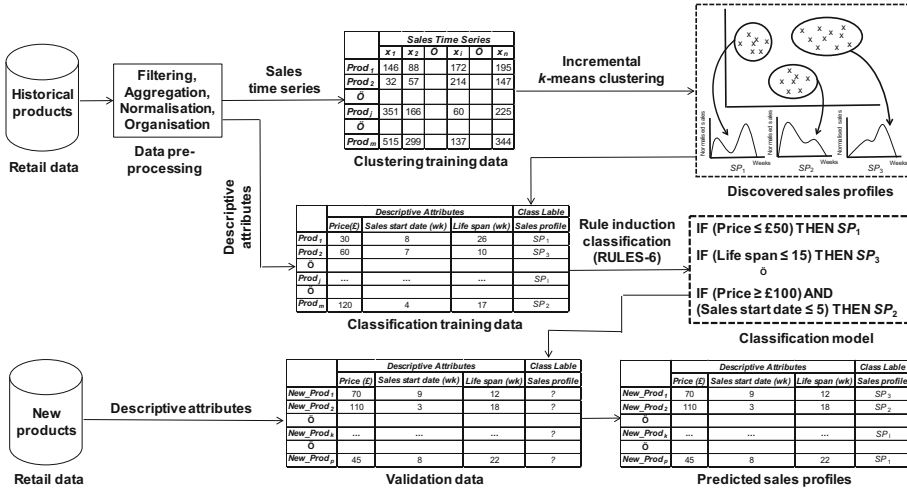 Historical
products
Retail data
Filtering,
Aggregation,
Normalisation,
Organisation
Data pre-
processing
Sales
time series
Descriptive
attributes
Sales Time Series
x1 x2 Ö xi Ö xn
Prod1 146 88 172 195
Prod2 32 57 214 147
Ö
Prodj 351 166 60 225
Ö
Prodm 515 299 137 344
Clustering training data
Incremental
k-means clustering
x x x x x x x
x x x x x x x x
x x x x x x x
Normalised sales
Weeks
SP1
Normalised sales
Weeks
SP2
Normalised sales
Weeks
SP3
Discovered sales profiles
Descriptive Attributes Class Lable
Price(£) Sales start date (wk) Life span (wk) Sales profile
Prod1 30 8 26 SP1
Prod2 60 7 10 SP3
Ö
Prodj ... ... ... SP1
Ö
Prodm 120 4 17 SP2
Classification training data
Rule induction
classification
(RULES-6)
IF (Price ≤ £50) THEN SP1
IF (Life span ≤ 15) THEN SP3
Ö
IF (Price ≥ £100) AND
(Sales start date ≤ 5) THEN SP2
Classification model
New
products
Retail data
Descriptive attributes
Descriptive Attributes Class Lable
Price (£) Sales start date (wk) Life span (wk) Sales profile
New_Prod1 70 9 12 ?
New_Prod2 110 3 18 ?
Ö
New_Prodk ... ... ... ?
Ö
New_Prodp 45 8 22 ?
Validation data
Descriptive Attributes Class Lable
Price (£) Sales start date (wk) Life span (wk) Sales profile
New_Prod1 70 9 12 SP3
New_Prod2 110 3 18 SP2
Ö
New_Prodk ... ... ... SP1
Ö
New_Prodp 45 8 22 SP1
Predicted sales profiles